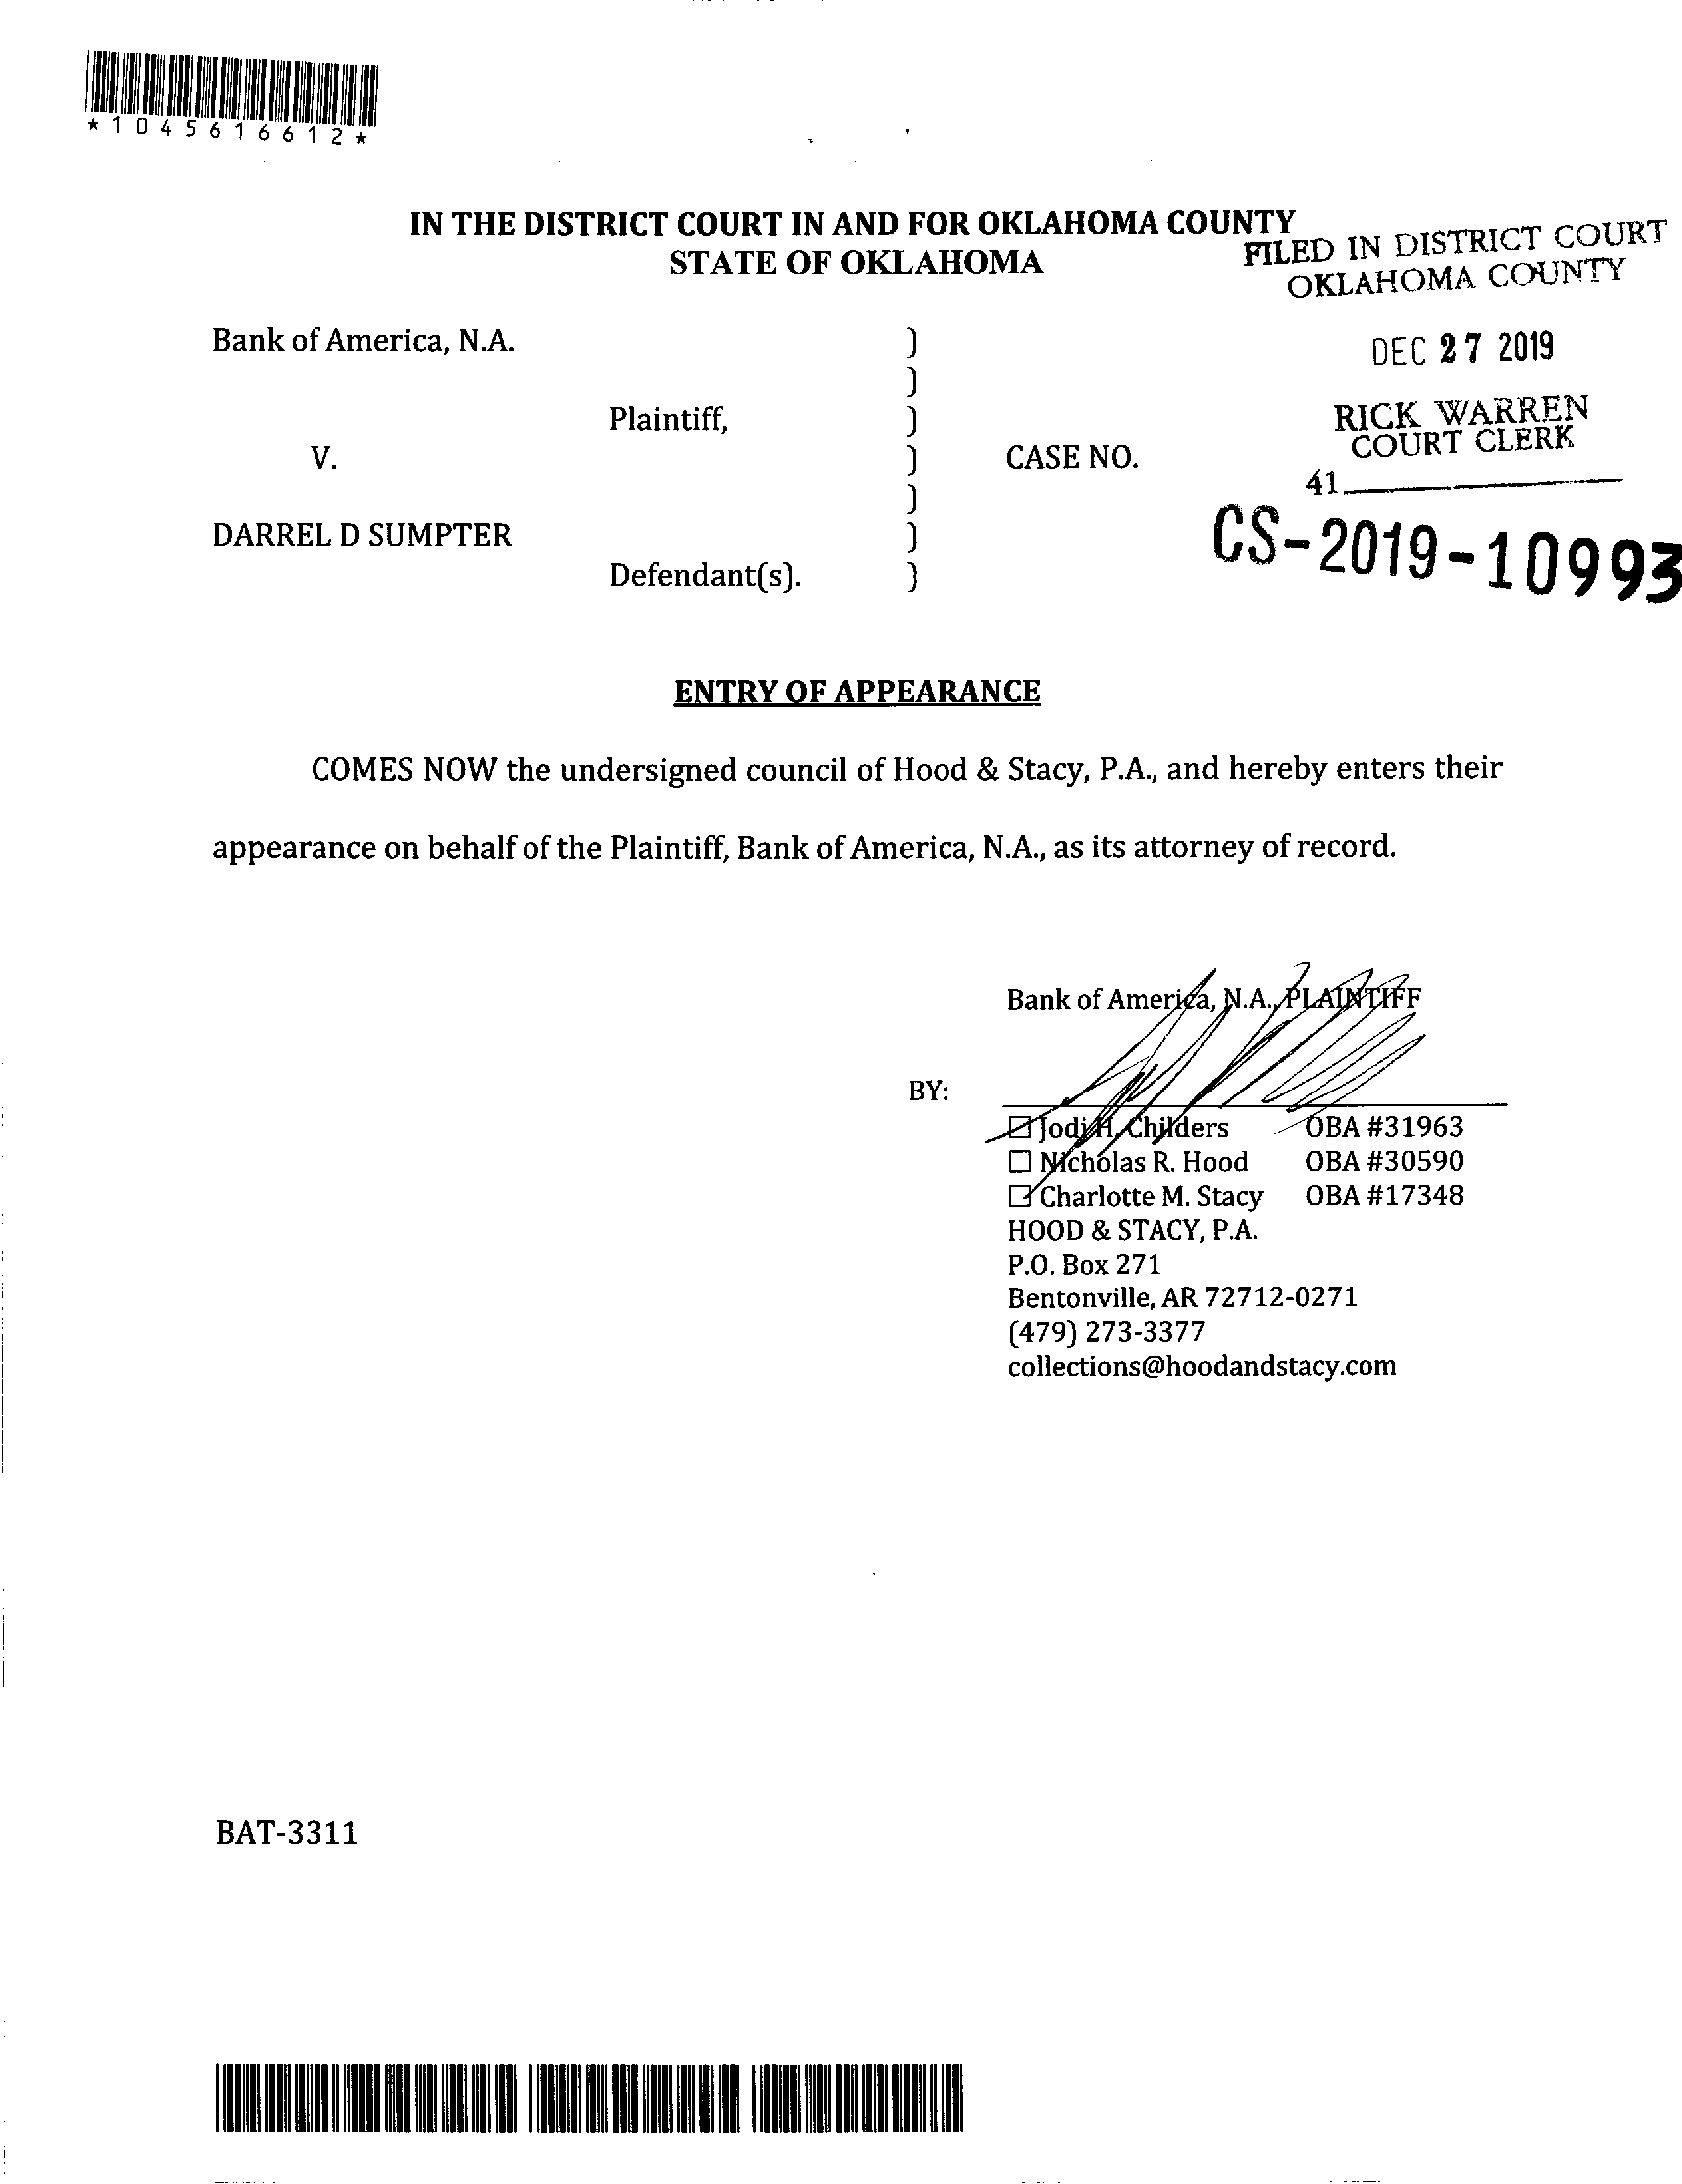 *1045616612*
IN THE DISTRICT COURT IN AND FOR OKLAHOMA COUNTY
STATE OF OKLAHOMA
FILED IN DISTRICT COURT
OKLAHOMA COUNTY
Bank of America, N.A. )
DEC 27 2019
)
Plaintiff, )
RICK WARREN
COURT CLERK
V. ) CASE NO.
41
)
CS-2019-10993
DARREL D SUMPTER )
Defendant(s). )
ENTRY OF APPEARANCE
COMES NOW the undersigned council of Hood & Stacy, P.A., and hereby enters their
appearance on behalf of the Plaintiff, Bank of America, N.A., as its attorney of record.
Bank of America, N.A., PLAINTIFF
BY:
Jodi H. Childers OBA #31963
Nicholas R. Hood OBA #30590
Charlotte M. Stacy OBA #17348
HOOD & STACY, P.A.
P.O. Box 271
Bentonville, AR 72712-0271
(479) 273-3377
collections@hoodandstacy.com
BAT-3311